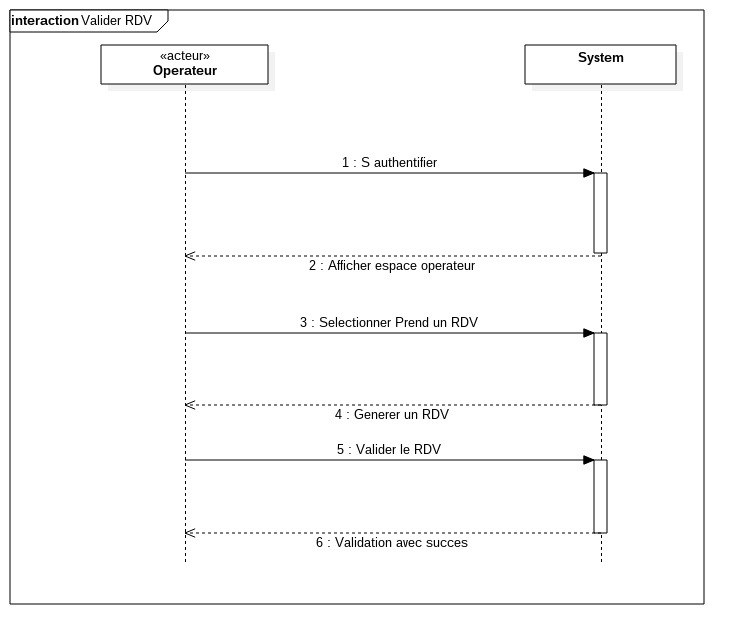 interaction Valider RDV
«acteur»
Operateur
System
1 : S authentifier
2 : Afficher espace operateur
3 : Selectionner Prend un RDV
4 : Generer un RDV
5 : Valider le RDV
6 : Validation avec succes